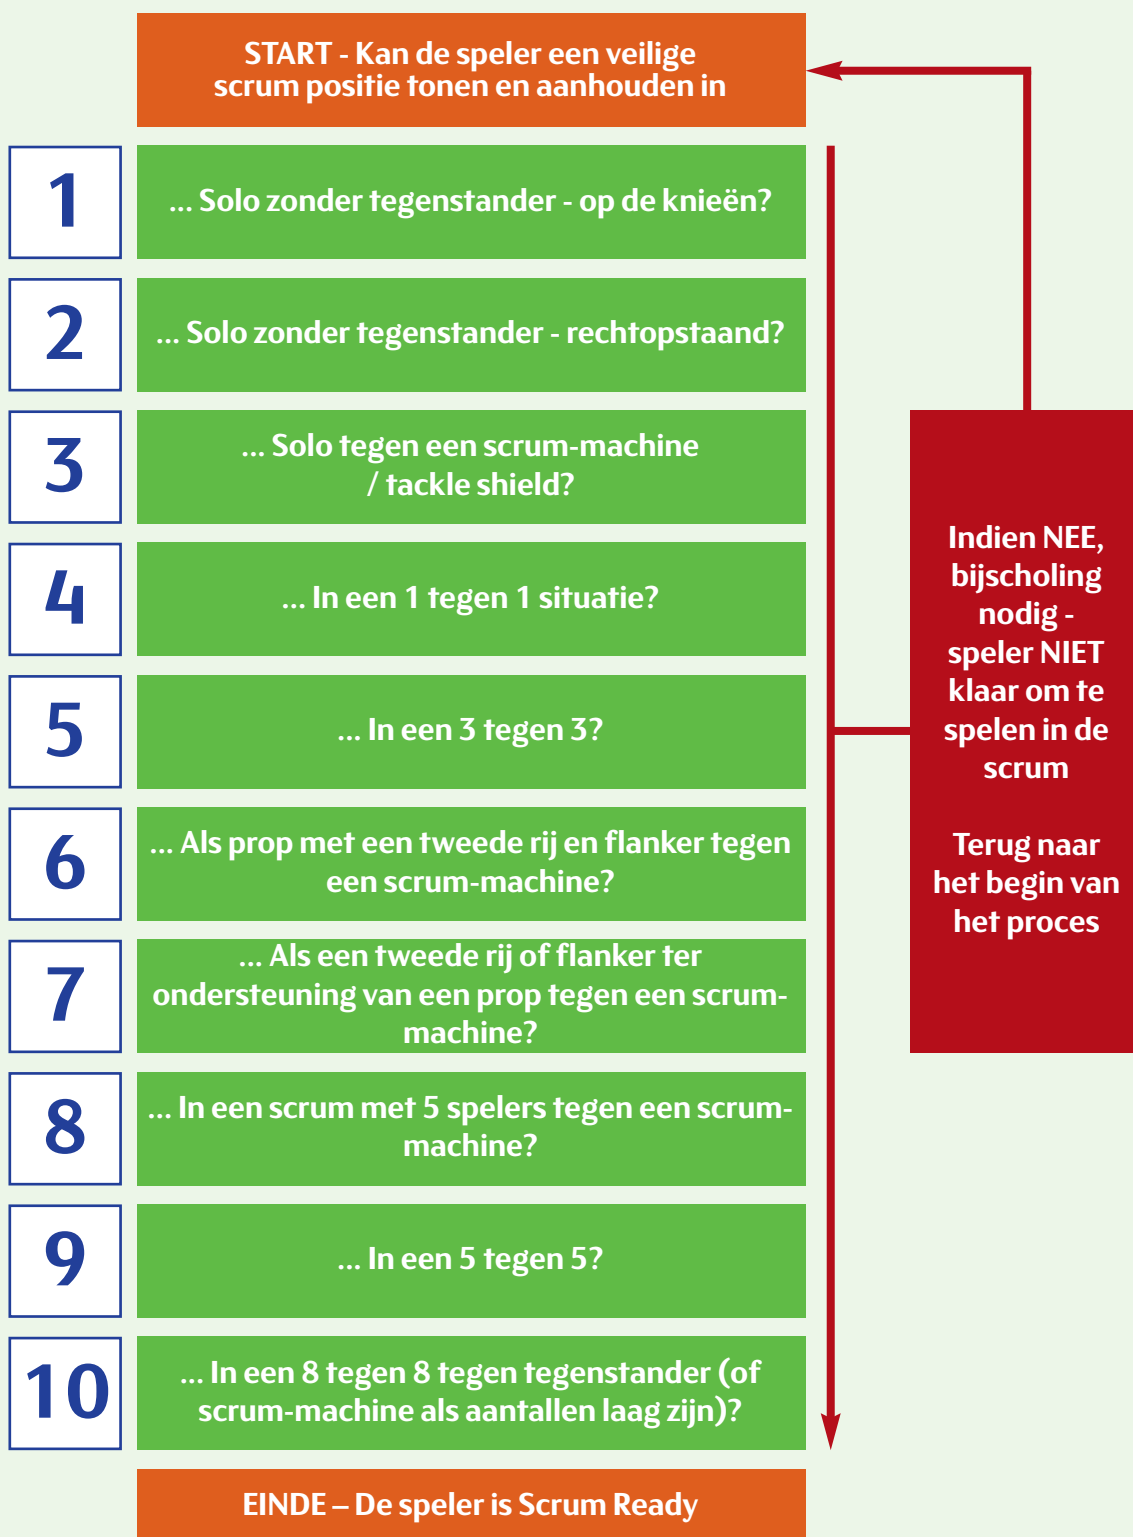 START - Kan de speler een veilige
scrum positie tonen en aanhouden in
1
... Solo zonder tegenstander - op de knieën?
2
... Solo zonder tegenstander - rechtopstaand?
3
... Solo tegen een scrum-machine
/ tackle shield?
4
... In een 1 tegen 1 situatie?
5
... In een 3 tegen 3?
6
... Als prop met een tweede rij en flanker tegen
een scrum-machine?
7
... Als een tweede rij of flanker ter
ondersteuning van een prop tegen een scrum-
machine?
8
... In een scrum met 5 spelers tegen een scrum-
machine?
9
... In een 5 tegen 5?
10
... In een 8 tegen 8 tegen tegenstander (of
scrum-machine als aantallen laag zijn)?
EINDE – De speler is Scrum Ready
Indien NEE,
bijscholing
nodig -
speler NIET
klaar om te
spelen in de
scrum
Terug naar
het begin van
het proces